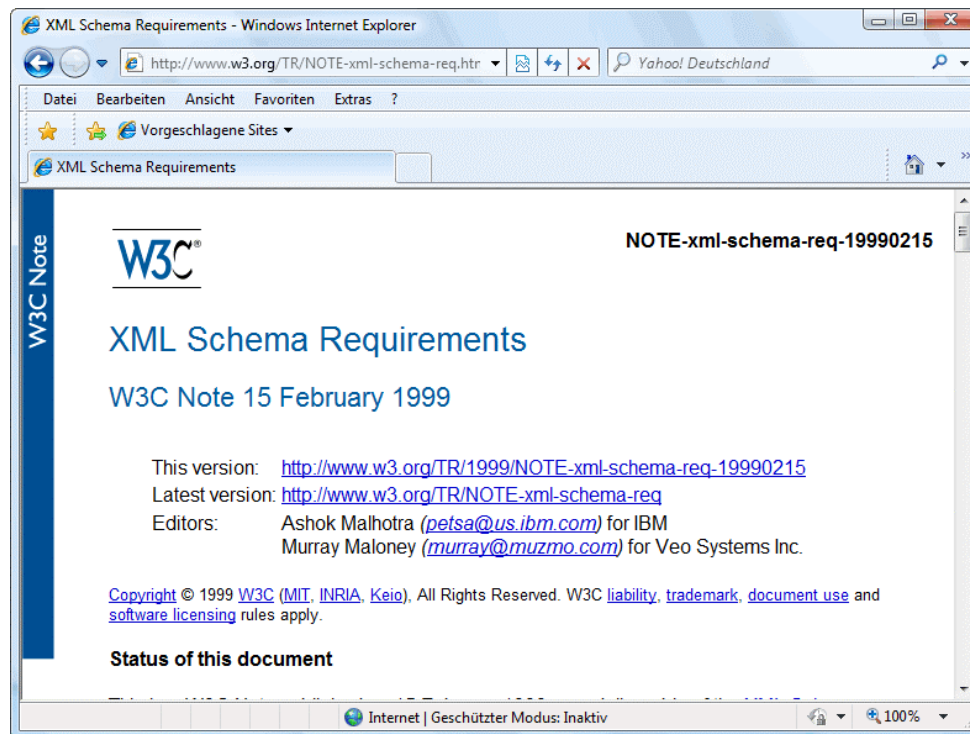 XML Schema Requirements - Windows Internet Explorer
http://www.w3.org/TR/NOTE-xml-schema-req.htr
Yahoo! Deutschland
Datei Bearbeiten Ansicht Favoriten Extras ?
Vorgeschlagene Sites
XML Schema Requirements
W3C Note
W3C®
NOTE-xml-schema-req-19990215
XML Schema Requirements
W3C Note 15 February 1999
This version: http://www.w3.org/TR/1999/NOTE-xml-schema-req-19990215
Latest version: http://www.w3.org/TR/NOTE-xml-schema-req
Editors: Ashok Malhotra (petsa@us.ibm.com) for IBM
Murray Maloney (murray@muzmo.com) for Veo Systems Inc.
Copyright © 1999 W3C (MIT, INRIA, Keio), All Rights Reserved. W3C liability, trademark, document use and
software licensing rules apply.
Status of this document
Internet | Geschützter Modus: Inaktiv
100%